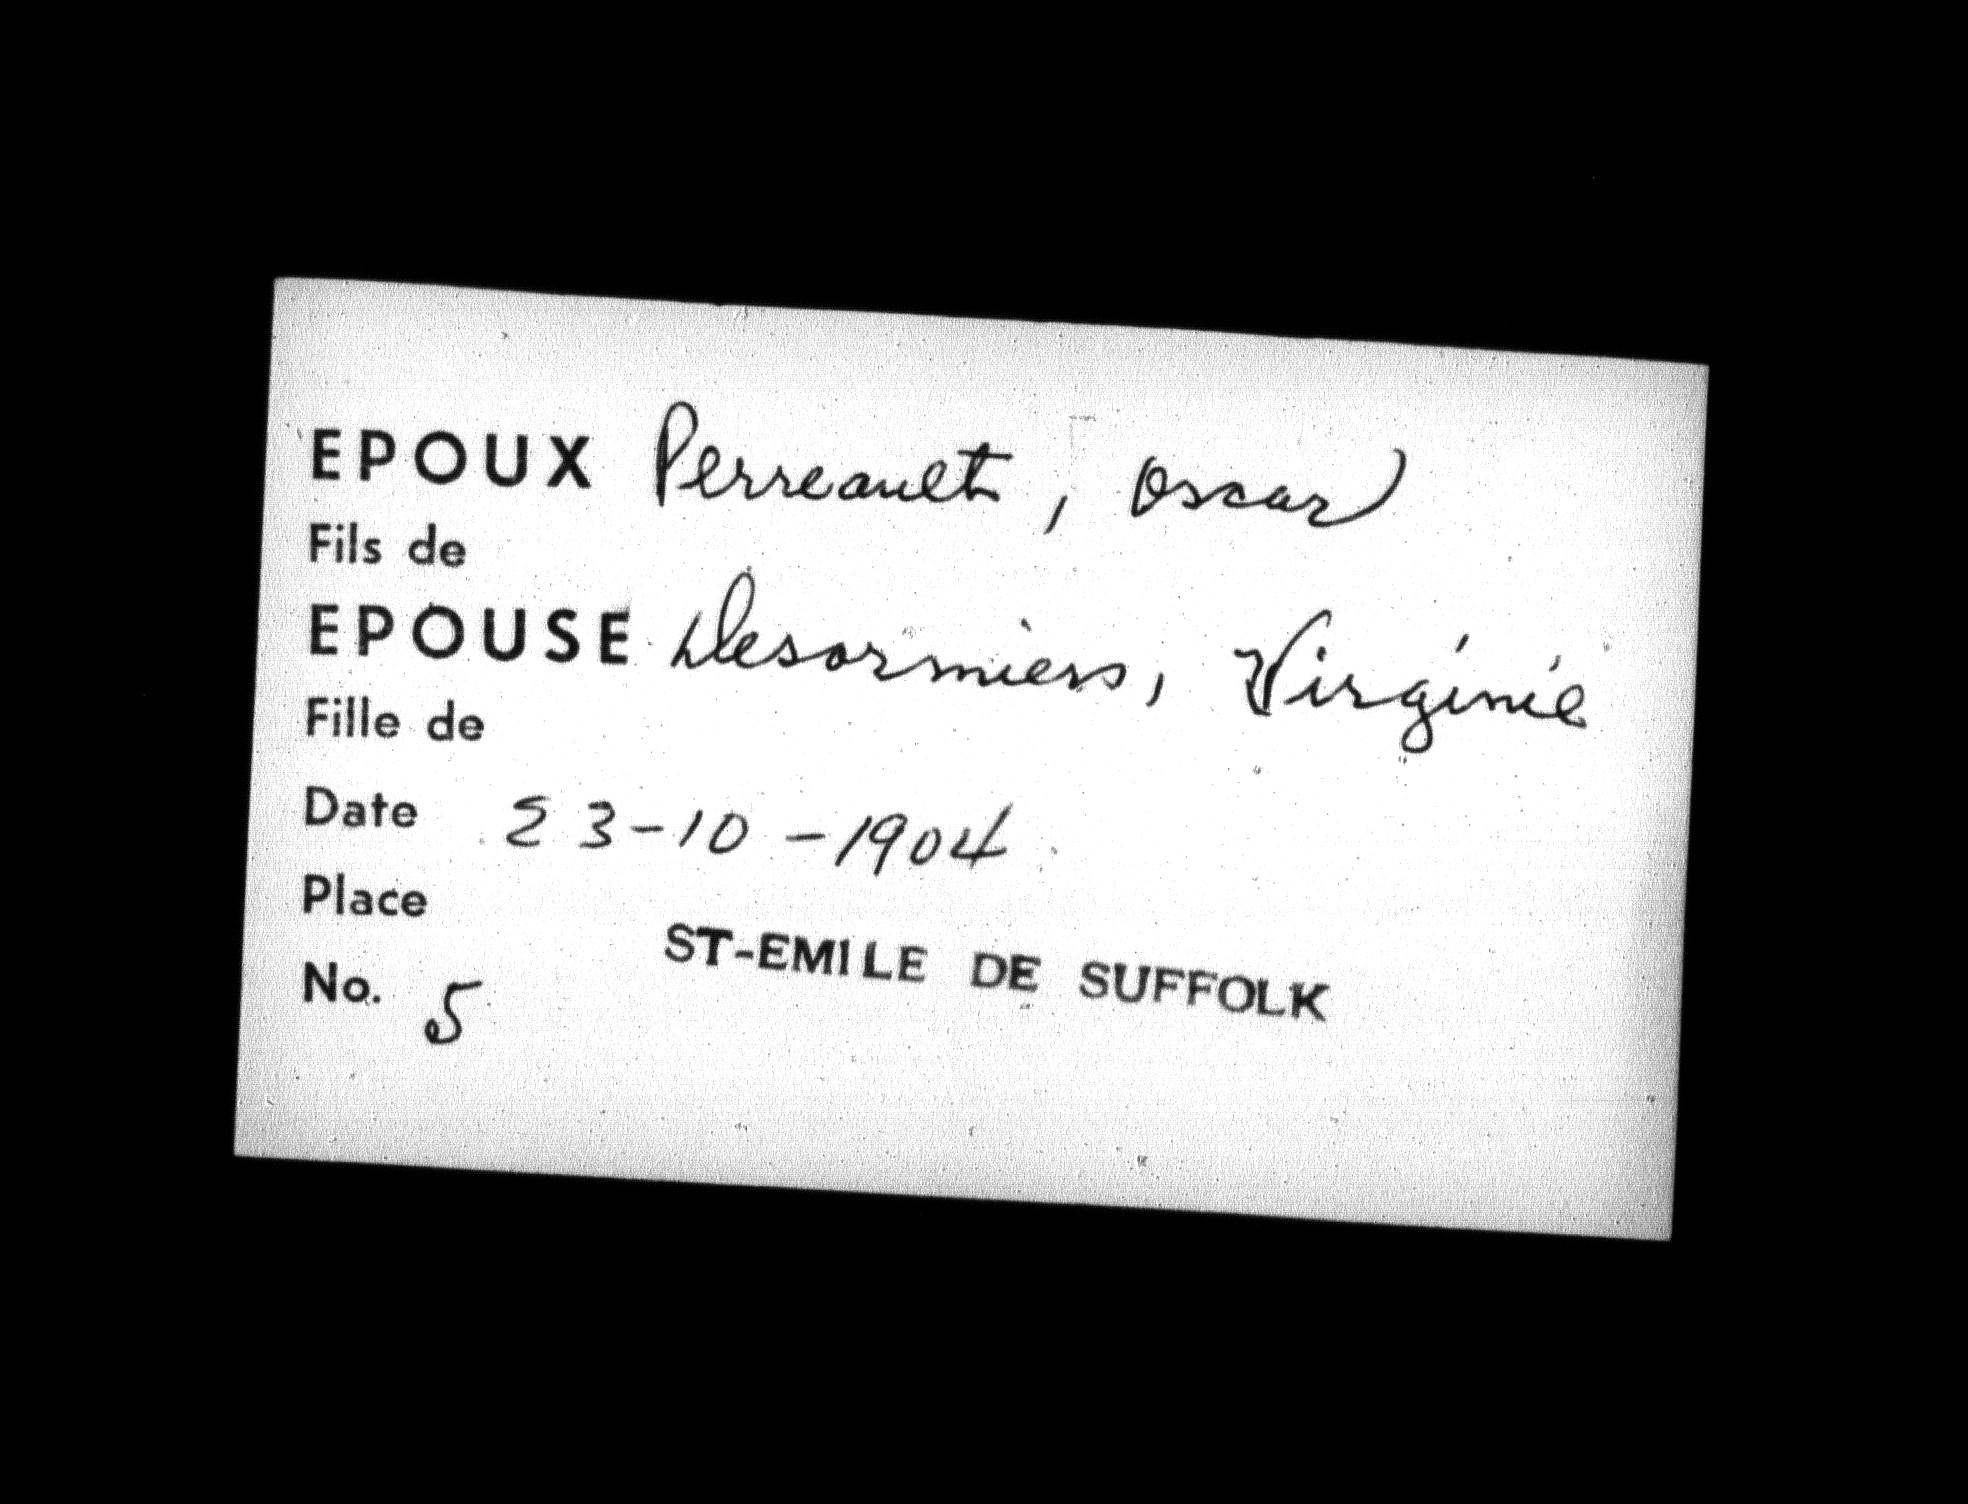 EPOUX Perreault, Oscar
Fils de
EPOUSE Desormiers, Virginie
Fille de
Date 23-10-1904
Place ST-EMILE DE SUFFOLK
No. 5